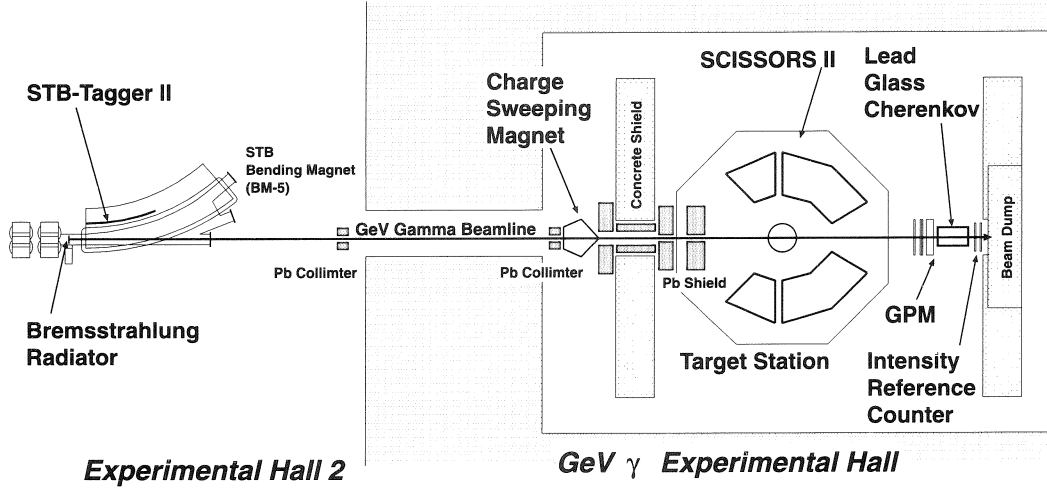 STB-Tagger II
STB
Bending Magnet
(BM-5)
Bremsstrahlung
Radiator
Pb Collimter
GeV Gamma Beamline
Pb Collimter
Charge
Sweeping
Magnet
Concrete Shield
Pb Shield
SCISSORS II
Target Station
Lead
Glass
Cherenkov
GPM
Intensity
Reference
Counter
Beam Dump
Experimental Hall 2
GeV γ Experimental Hall